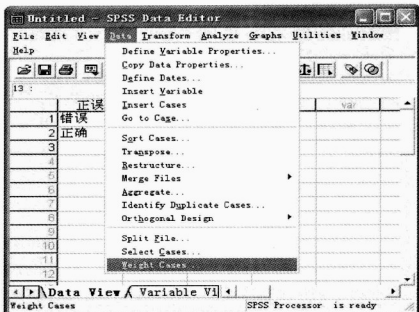 Untitled - SPSS Data Editor
File Edit View Data Transform Analyze Graphs Utilities Window
Help
Define Variable Properties...
Copy Data Properties...
Define Dates...
Insert Variable
Insert Cases
Go to Case...
Sort Cases...
Transpose...
Restructure...
Merge Files
Aggregate...
Identify Duplicate Cases...
Orthogonal Design
Split File...
Select Cases...
Weight Cases...
13 :
正误
var
1 错误
2 正确
3
4
5
6
7
8
9
10
11
12
Data View Variable Vi
Weight Cases
SPSS Processor is ready